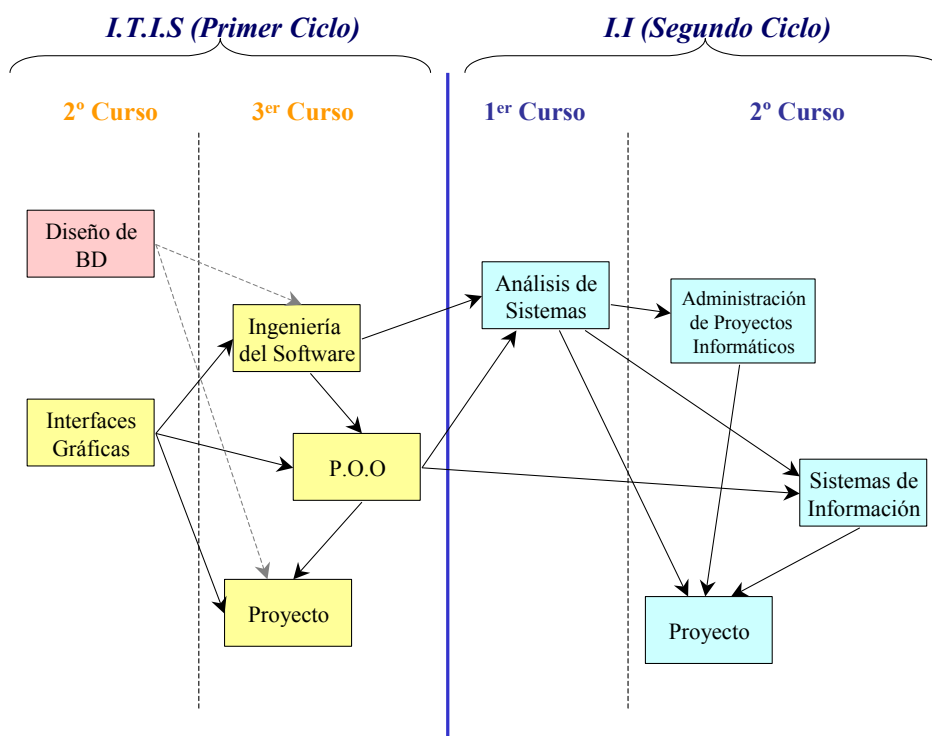 I.T.I.S (Primer Ciclo)
I.I (Segundo Ciclo)
2º Curso
3er Curso
1er Curso
2º Curso
Diseño de
BD
Ingeniería
del Software
Interfaces
Gráficas
P.O.O
Proyecto
Análisis de
Sistemas
Administración
de Proyectos
Informáticos
Sistemas de
Información
Proyecto